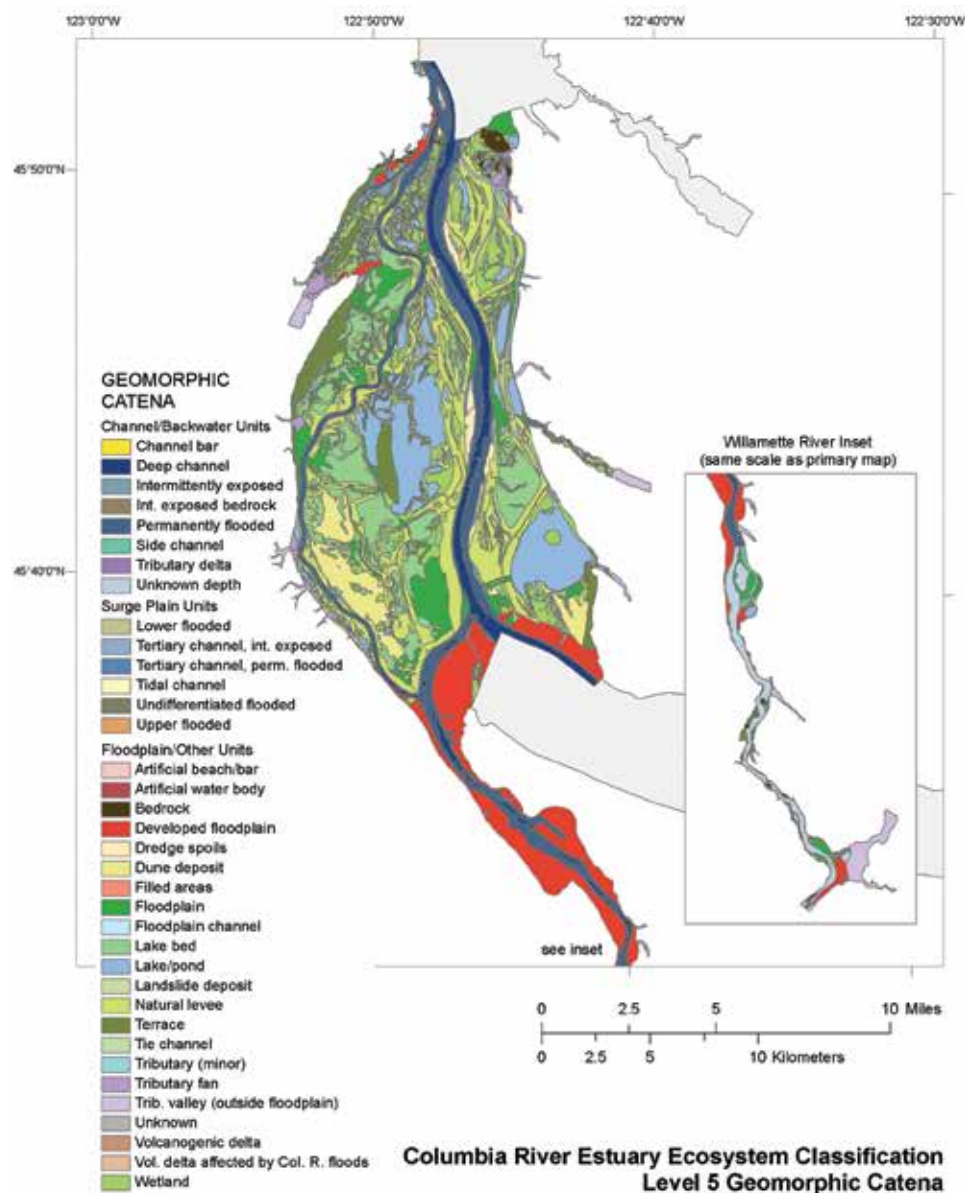 123°0'0"W
122°50'0"W
122°40'0"W
122°30'0"W
45°50'0"N
45°40'0"N
GEOMORPHIC
CATENA
Channel/Backwater Units
Channel bar
Deep channel
Intermittently exposed
Int. exposed bedrock
Permanently flooded
Side channel
Tributary delta
Unknown depth
Surge Plain Units
Lower flooded
Tertiary channel, int. exposed
Tertiary channel, perm. flooded
Tidal channel
Undifferentiated flooded
Upper flooded
Floodplain/Other Units
Artificial beach/bar
Artificial water body
Bedrock
Developed floodplain
Dredge spoils
Dune deposit
Filled areas
Floodplain
Floodplain channel
Lake bed
Lake/pond
Landslide deposit
Natural levee
Terrace
Tie channel
Tributary (minor)
Tributary fan
Trib. valley (outside floodplain)
Unknown
Volcanogenic delta
Vol. delta affected by Col. R. floods
Wetland
Willamette River Inset
(same scale as primary map)
see inset
0 2.5 5 10 Miles
0 2.5 5 10 Kilometers
Columbia River Estuary Ecosystem Classification
Level 5 Geomorphic Catena